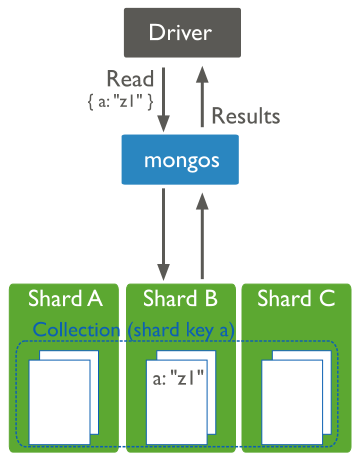 Driver
Read
{ a: "z1" }
Results
mongos
Shard A
Shard B
Shard C
Collection (shard key a)
a: "z1"